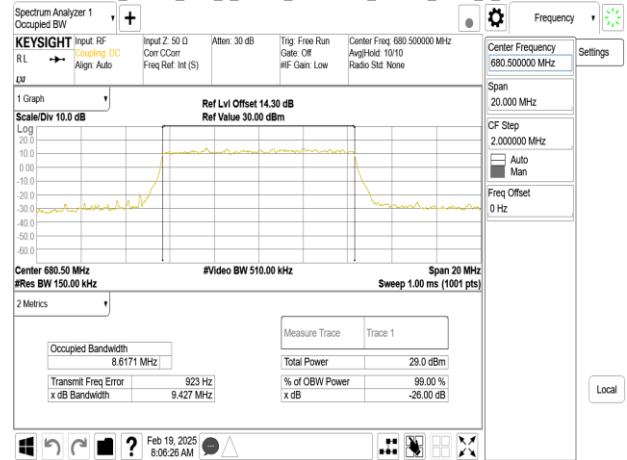 Spectrum Analyzer 1
Occupied BW
Frequency
KEYSIGHT
Input: RF
Input Z: 50 Ω
Atten: 30 dB
Trig: Free Run
Center Freq: 680.500000 MHz
RL
Coupling: DC
Corr CCorr
Gate: Off
Avg|Hold: 10/10
Align: Auto
Freq Ref: Int (S)
#IF Gain: Low
Radio Std: None
LXI
Center Frequency
680.500000 MHz
Settings
Span
20.000 MHz
CF Step
2.000000 MHz
Auto
Man
Freq Offset
0 Hz
Local
1 Graph
Ref Lvl Offset 14.30 dB
Scale/Div 10.0 dB
Ref Value 30.00 dBm
Log
20.0
10.0
0.00
-10.0
-20.0
-30.0
-40.0
-50.0
-60.0
Center 680.50 MHz
#Video BW 510.00 kHz
Span 20 MHz
#Res BW 150.00 kHz
Sweep 1.00 ms (1001 pts)
2 Metrics
Measure Trace
Trace 1
Occupied Bandwidth
8.6171 MHz
Total Power
29.0 dBm
Transmit Freq Error
923 Hz
% of OBW Power
99.00 %
x dB Bandwidth
9.427 MHz
x dB
-26.00 dB
Feb 19, 2025
8:06:26 AM